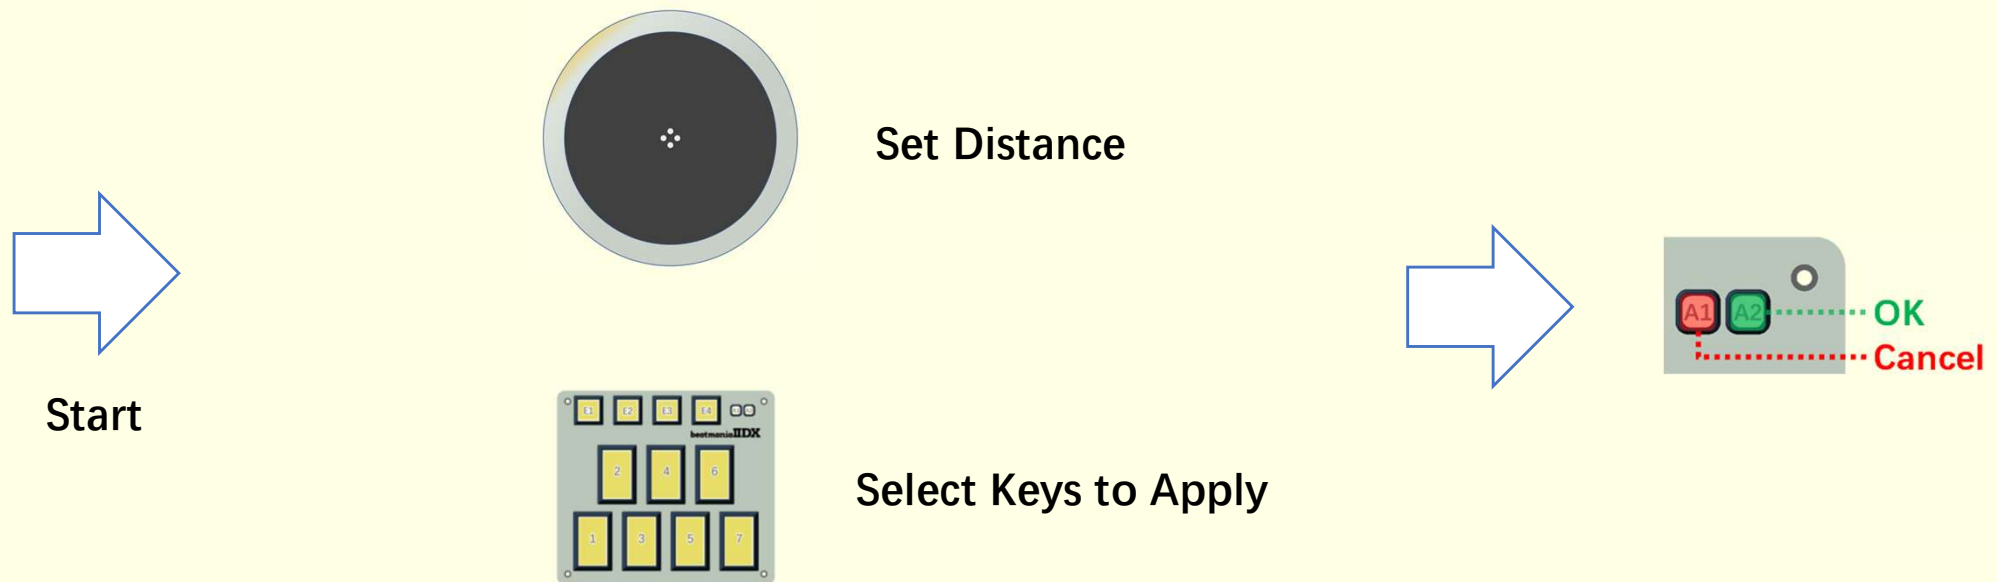 Set Distance
Start
E1 E2 E3 E4
beatmania IIDX
2 4 6
1 3 5 7
Select Keys to Apply
A1 A2 OK
Cancel